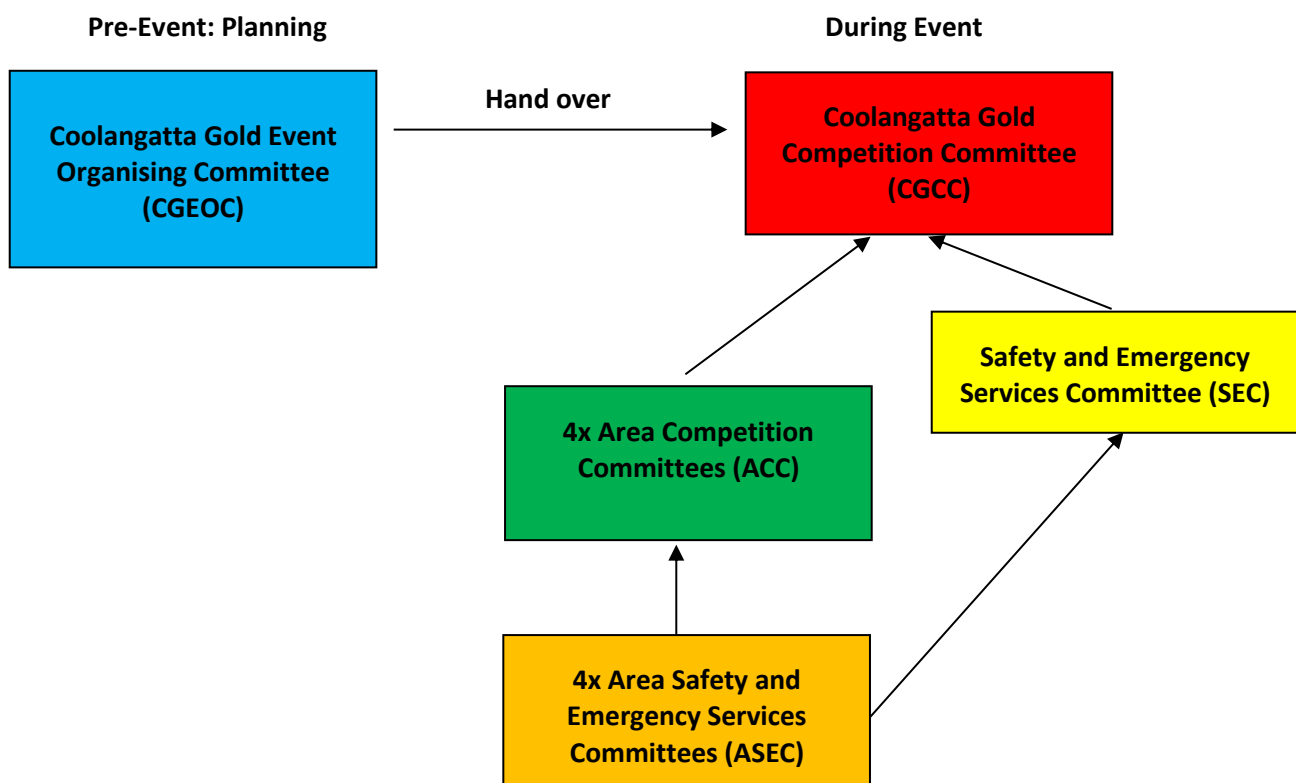 Pre-Event: Planning
During Event
Coolangatta Gold Event
Organising Committee
(CGEOC)
Hand over
Coolangatta Gold
Competition Committee
(CGCC)
Safety and Emergency
Services Committee (SEC)
4x Area Competition
Committees (ACC)
4x Area Safety and
Emergency Services
Committees (ASEC)